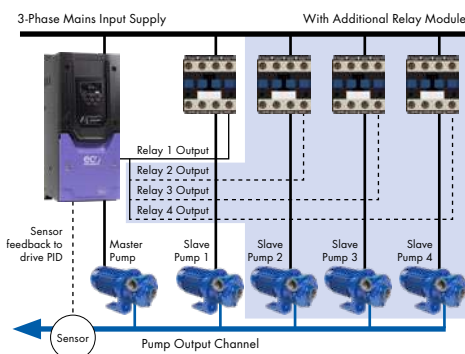 3-Phase Mains Input Supply
With Additional Relay Module
eco
Relay 1 Output
Relay 2 Output
Relay 3 Output
Relay 4 Output
Sensor
feedback to
drive PID
Master
Pump
Slave
Pump 1
Slave
Pump 2
Slave
Pump 3
Slave
Pump 4
Sensor
Pump Output Channel